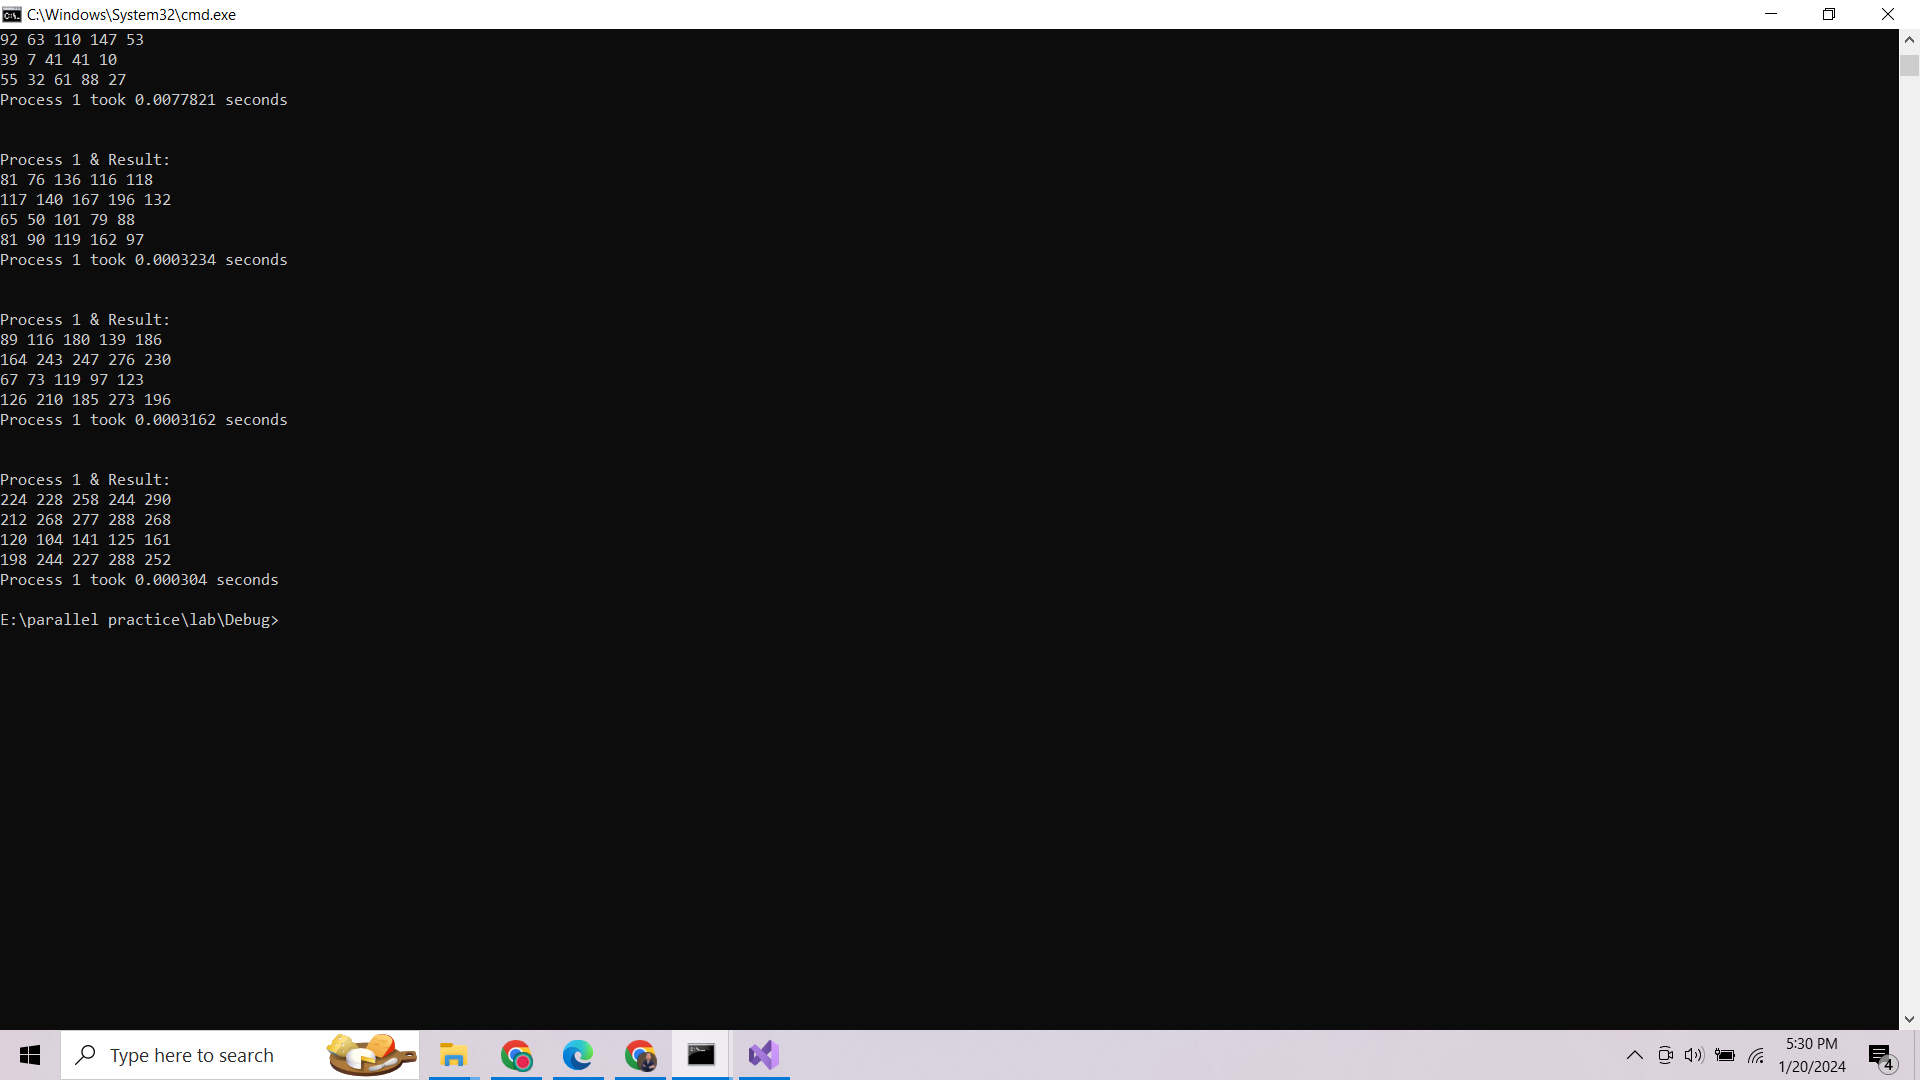 C:\Windows\System32\cmd.exe
92 63 110 147 53
39 7 41 41 10
55 32 61 88 27
Process 1 took 0.0077821 seconds
Process 1 & Result:
81 76 136 116 118
117 140 167 196 132
65 50 101 79 88
81 90 119 162 97
Process 1 took 0.0003234 seconds
Process 1 & Result:
89 116 180 139 186
164 243 247 276 230
67 73 119 97 123
126 210 185 273 196
Process 1 took 0.0003162 seconds
Process 1 & Result:
224 228 258 244 290
212 268 277 288 268
120 104 141 125 161
198 244 227 288 252
Process 1 took 0.000304 seconds
E:\parallel practice\lab\Debug>
Type here to search
5:30 PM
1/20/2024
4